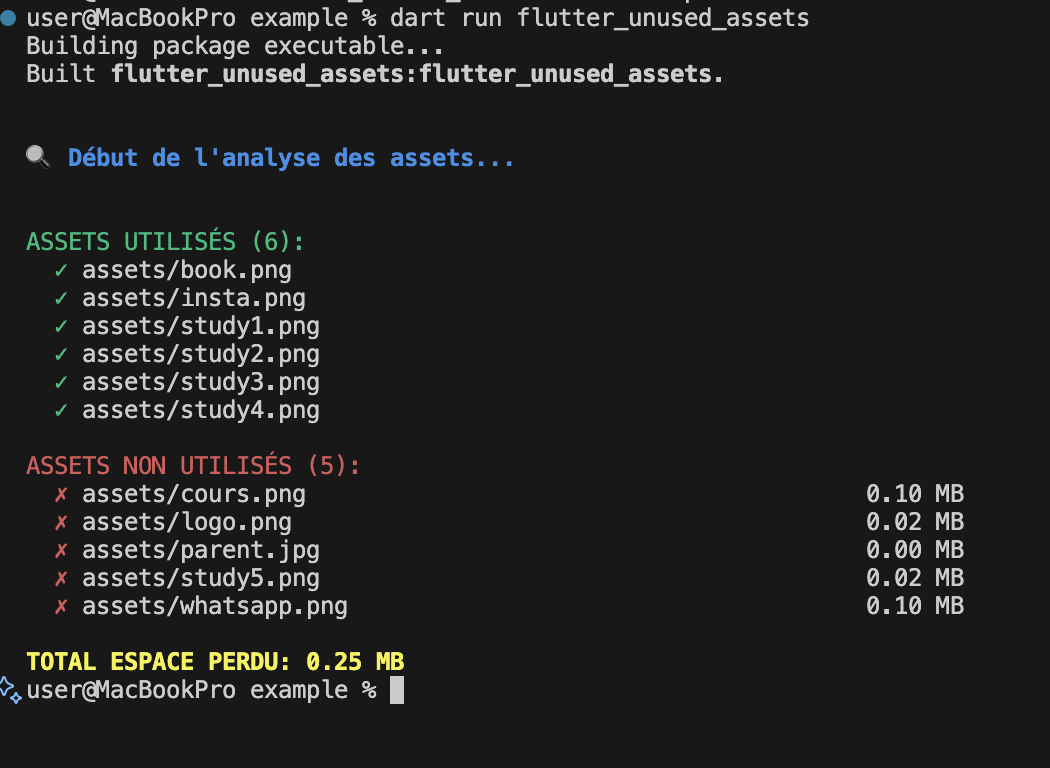 user@MacBookPro example % dart run flutter_unused_assets
Building package executable...
Built flutter_unused_assets:flutter_unused_assets.
Début de l'analyse des assets...
ASSETS UTILISÉS (6):
✓ assets/book.png
✓ assets/insta.png
✓ assets/study1.png
✓ assets/study2.png
✓ assets/study3.png
✓ assets/study4.png
ASSETS NON UTILISÉS (5):
✗ assets/cours.png 0.10 MB
✗ assets/logo.png 0.02 MB
✗ assets/parent.jpg 0.00 MB
✗ assets/study5.png 0.02 MB
✗ assets/whatsapp.png 0.10 MB
TOTAL ESPACE PERDU: 0.25 MB
user@MacBookPro example %